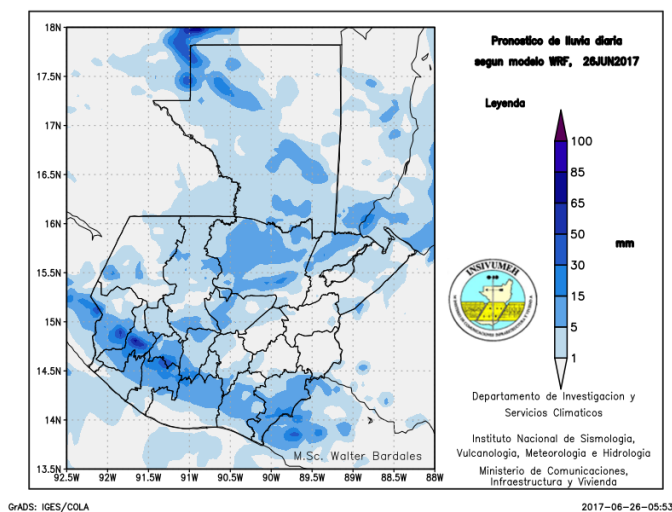 18N
17.5N
17N
16.5N
16N
15.5N
15N
14.5N
14N
13.5N
92.5W
92W
91.5W
91W
90.5W
90W
89.5W
89W
88.5W
88W
M.Sc. Walter Bardales
Pronostico de lluvia diaria
segun modelo WRF, 26JUN2017
Leyenda
100
85
65
50
30
15
5
1
mm
INSIVUMEH
Departamento de Investigacion y
Servicios Climaticos
Instituto Nacional de Sismologia,
Vulcanologia, Meteorologia e Hidrologia
Ministerio de Comunicaciones,
Infraestructura y Vivienda
GrADS: IGES/COLA
2017-06-26-05:53